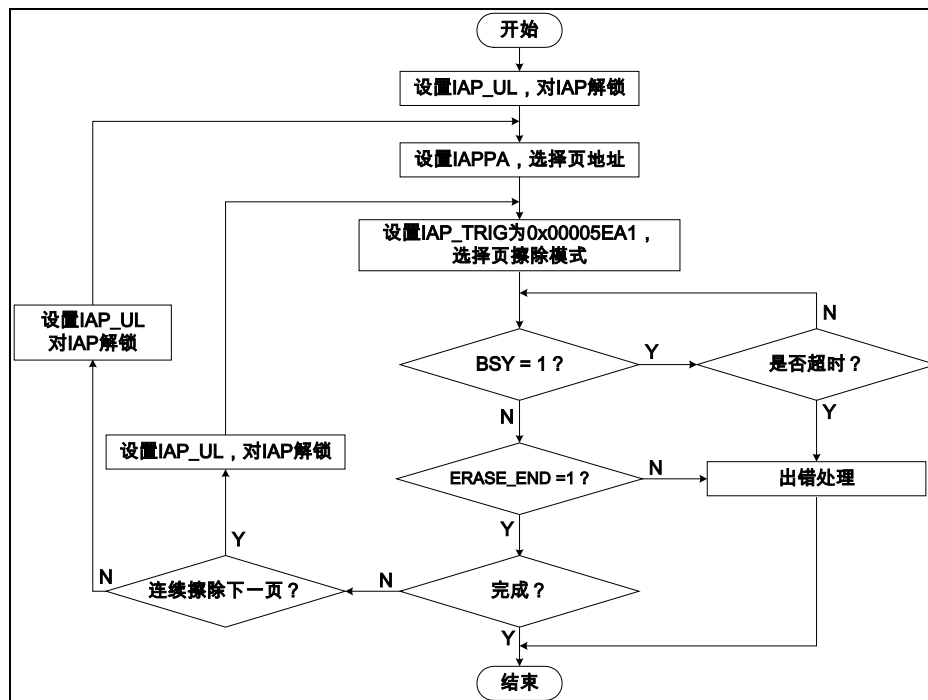 开始
设置IAP_UL，对IAP解锁
设置IAPPA，选择页地址
设置IAP_TRIG为0x00005EA1，
选择页擦除模式
设置IAP_UL
对IAP解锁
N
BSY = 1？
Y
是否超时？
N
Y
设置IAP_UL，对IAP解锁
ERASE_END =1？
N
出错处理
Y
Y
N
连续擦除下一页？
N
完成？
Y
结束